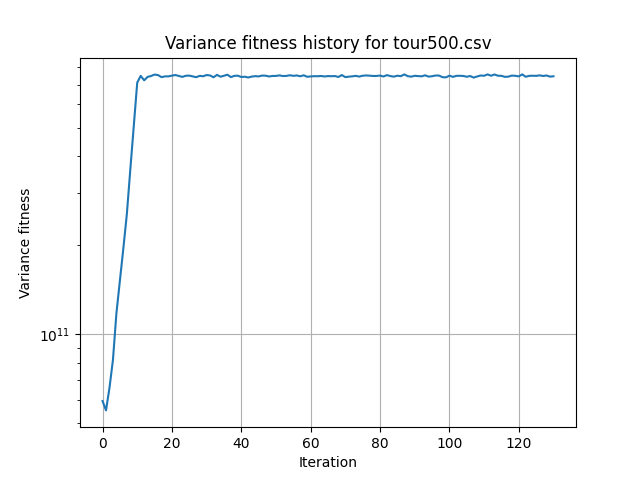 Variance fitness history for tour500.csv
Variance fitness
10¹¹
0 20 40 60 80 100 120
Iteration